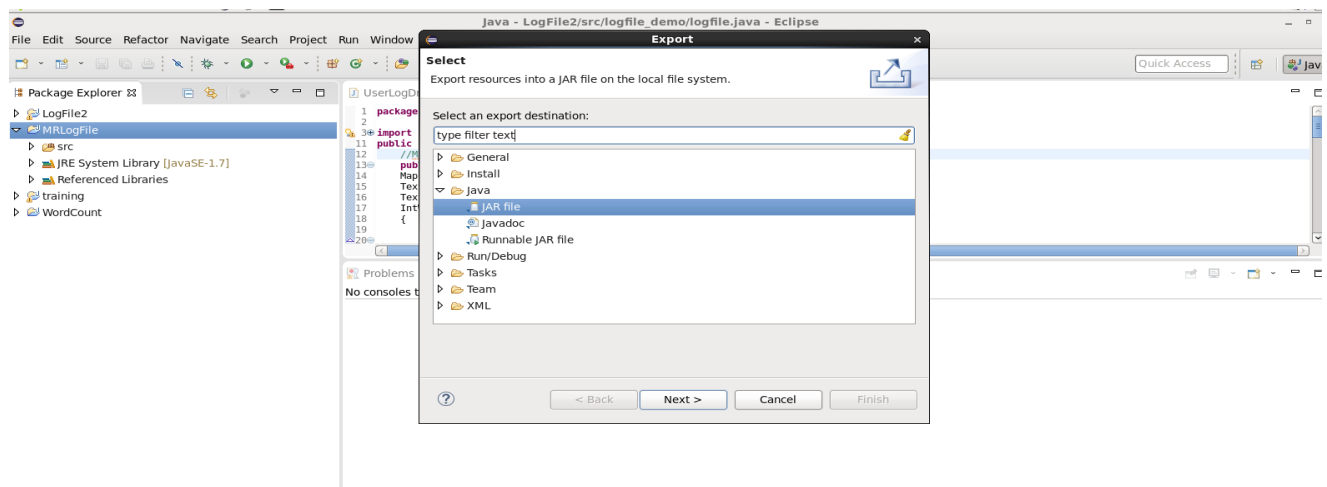 Java - LogFile2/src/logfile_demo/logfile.java - Eclipse
File Edit Source Refactor Navigate Search Project Run Window
Quick Access
Jav
Package Explorer
LogFile2
MRLogFile
src
JRE System Library [JavaSE-1.7]
Referenced Libraries
training
WordCount
UserLogDr
1 package
2
3 import
11 public
12 //M
13 pub
14 Map
15 Tex
16 Tex
17 Int
18 {
19
20
Problems
No consoles t
Export
Select
Export resources into a JAR file on the local file system.
Select an export destination:
type filter text
General
Install
Java
JAR file
Javadoc
Runnable JAR file
Run/Debug
Tasks
Team
XML
?
< Back
Next >
Cancel
Finish